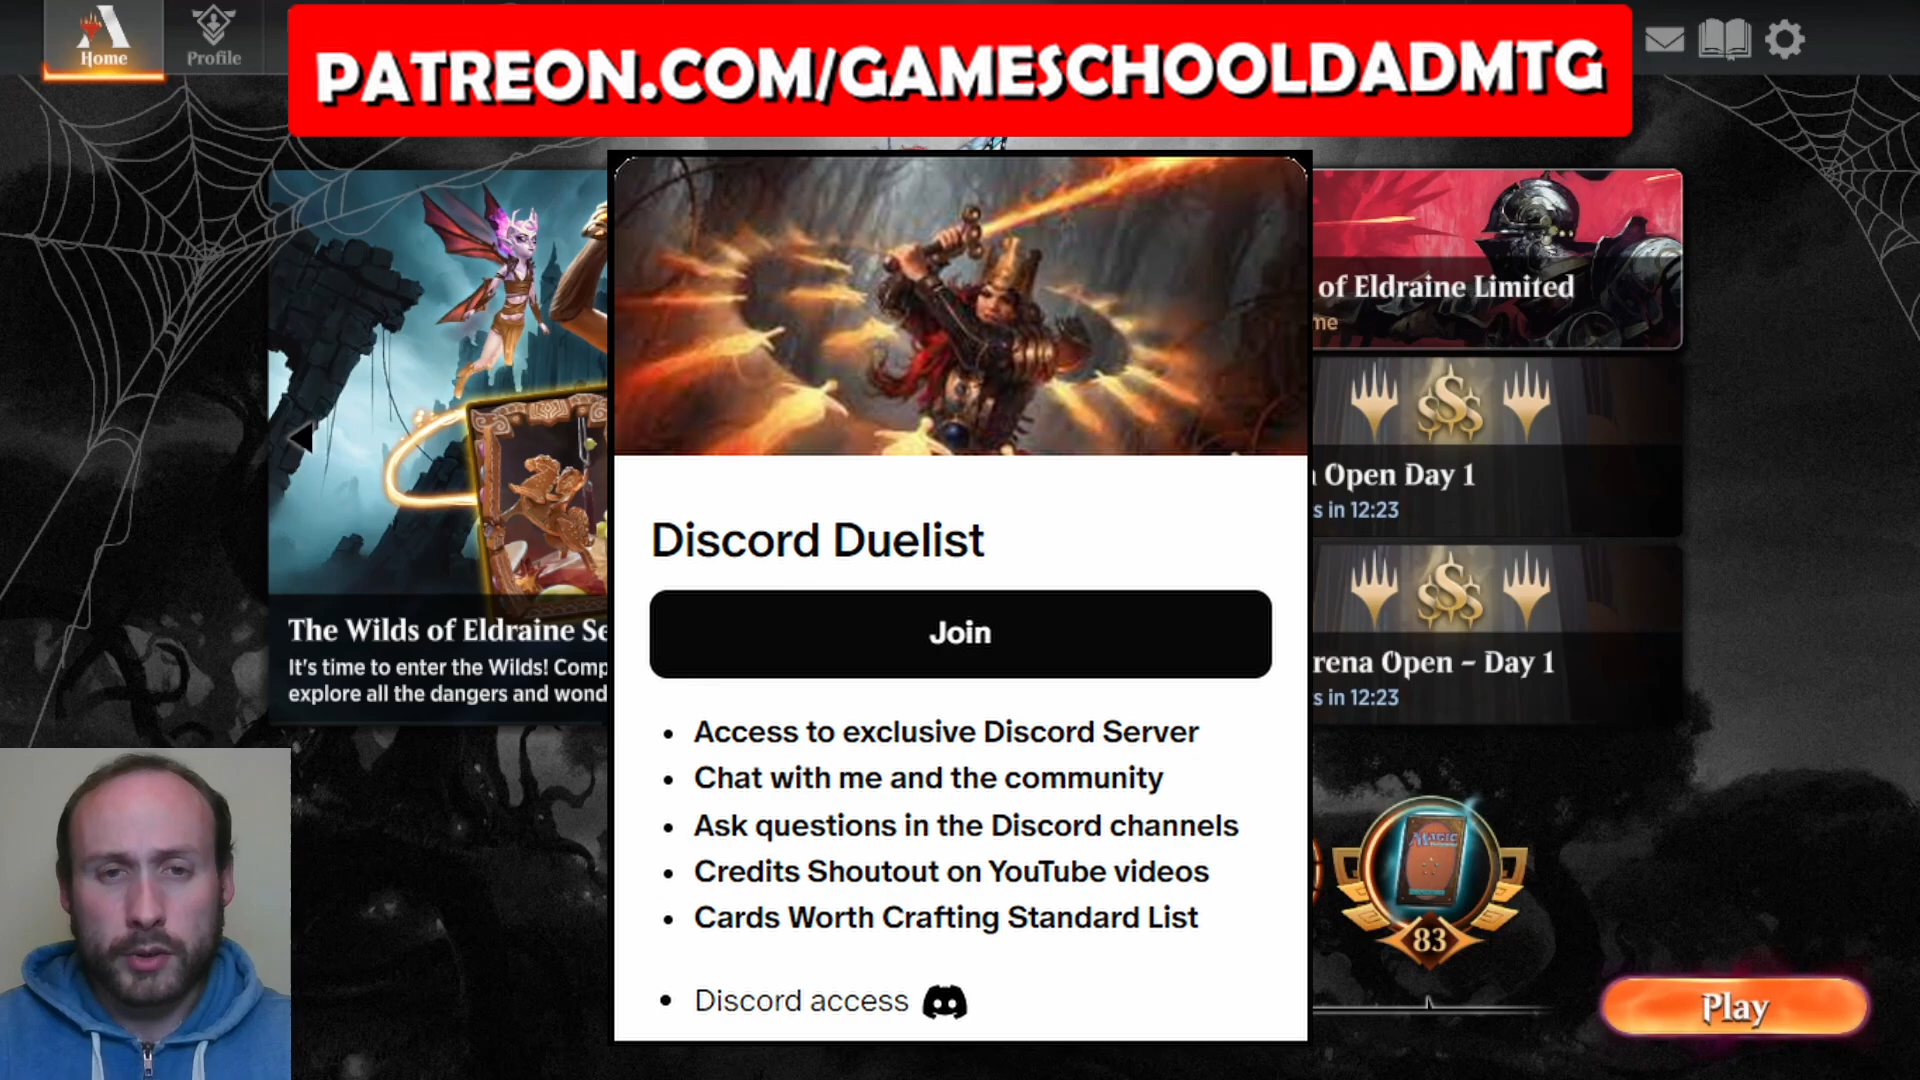 Home
Profile
PATREON.COM/GAMESCHOOLDADMTG
of Eldraine Limited
me
Open Day 1
s in 12:23
The Wilds of Eldraine Se
It's time to enter the Wilds! Comp
explore all the dangers and wond
Discord Duelist
Join
Access to exclusive Discord Server
Chat with me and the community
Ask questions in the Discord channels
Credits Shoutout on YouTube videos
Cards Worth Crafting Standard List
Discord access
rena Open – Day 1
s in 12:23
MAGIC
83
Play